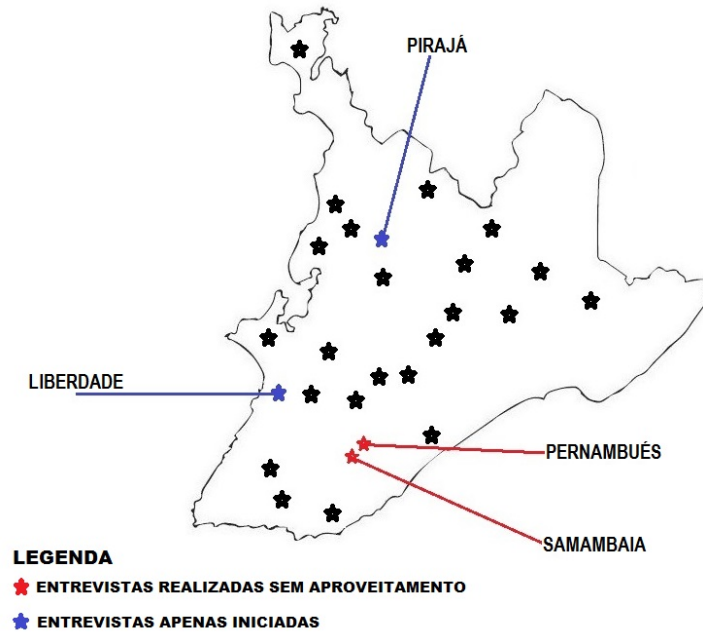 PIRAJÁ
LIBERDADE
PERNAMBUÉS
SAMAMBAIA
LEGENDA
ENTREVISTAS REALIZADAS SEM APROVEITAMENTO
ENTREVISTAS APENAS INICIADAS